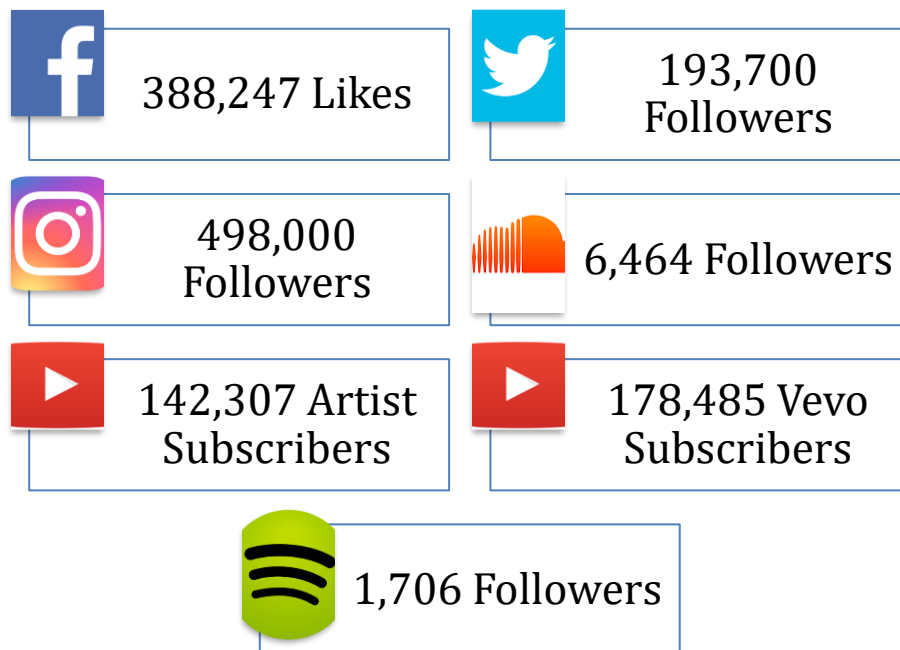 388,247 Likes
193,700
Followers
498,000
Followers
6,464 Followers
142,307 Artist
Subscribers
178,485 Vevo
Subscribers
1,706 Followers